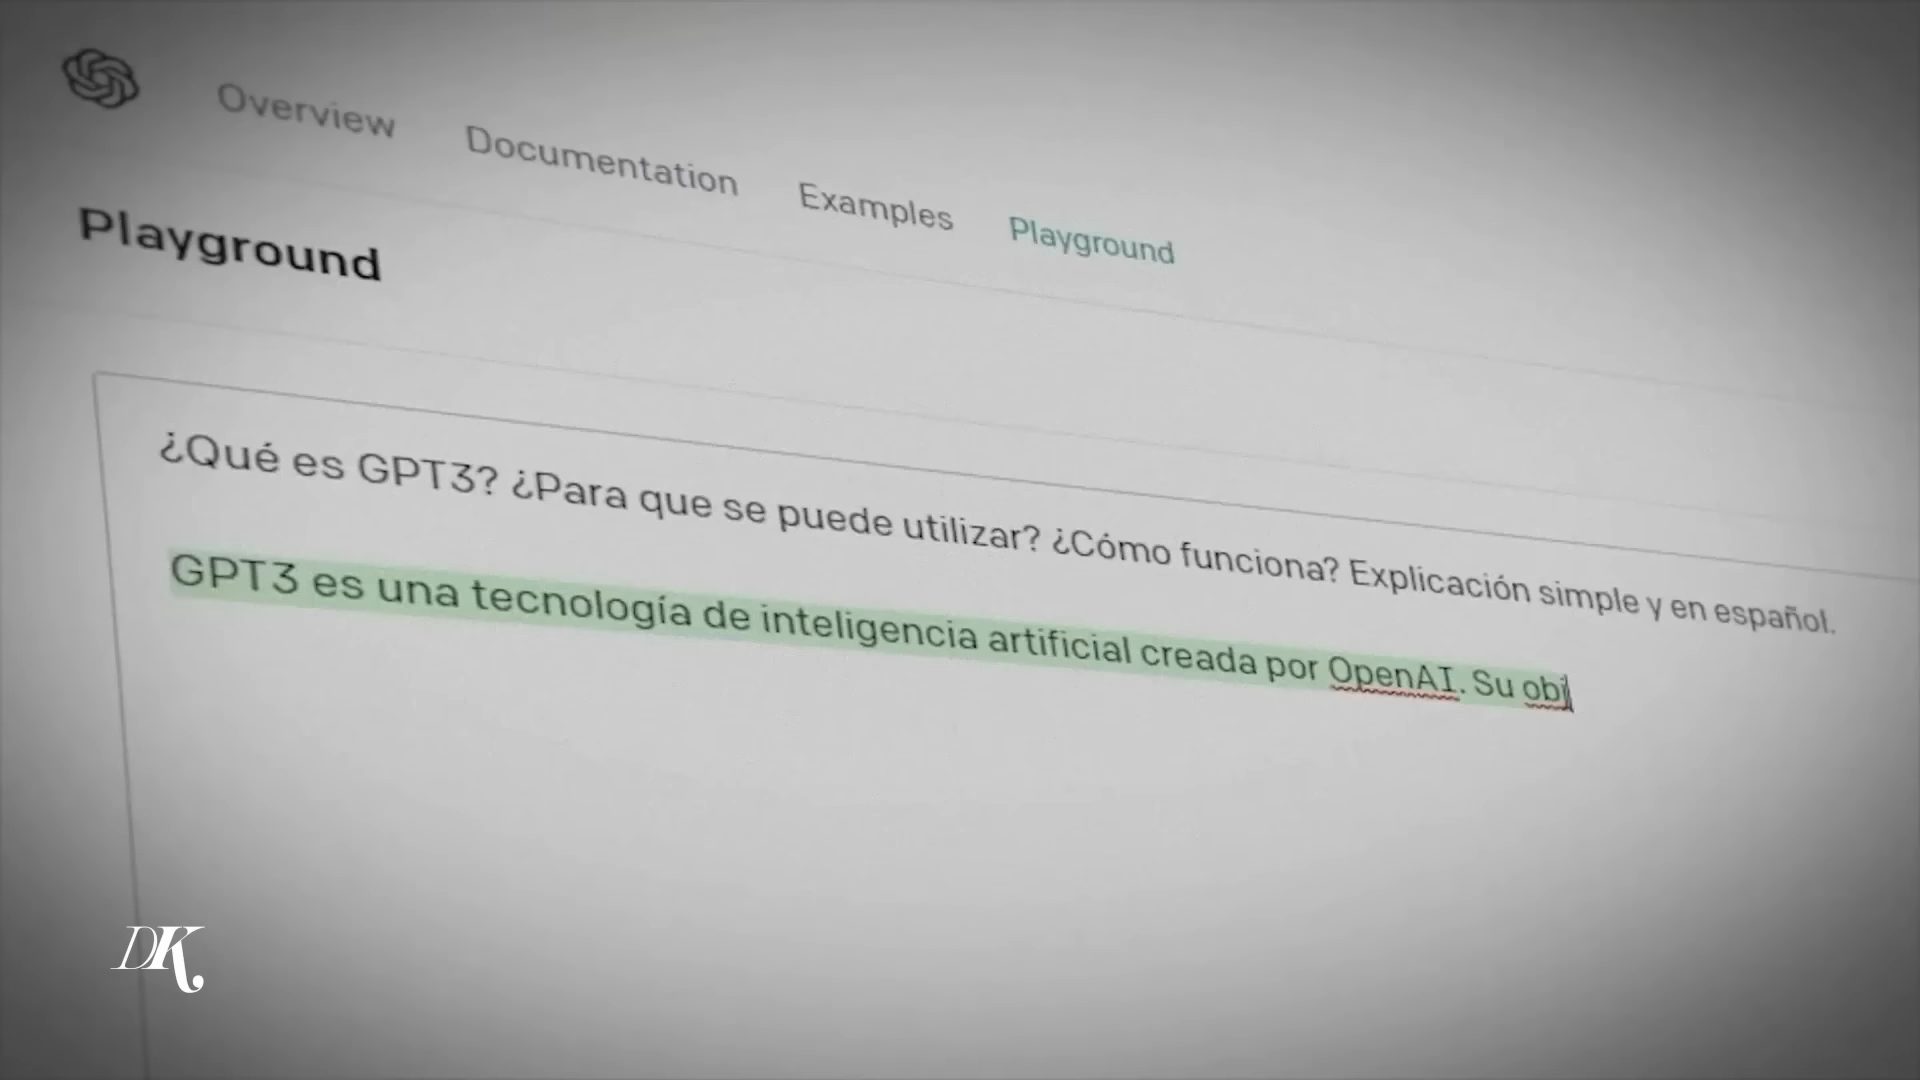 Overview Documentation Examples Playground
Playground
¿Qué es GPT3? ¿Para que se puede utilizar? ¿Cómo funciona? Explicación simple y en español.
GPT3 es una tecnología de inteligencia artificial creada por OpenAI. Su obj
DK.